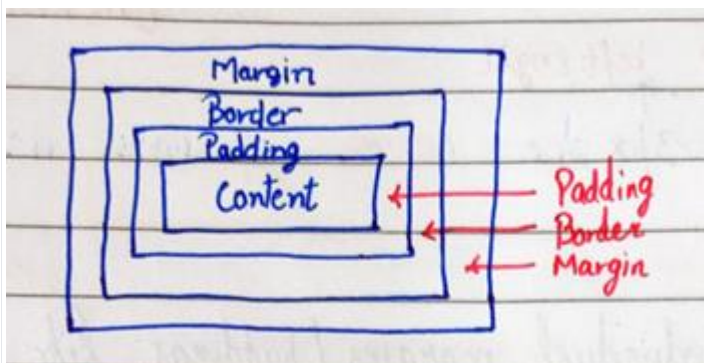 Margin
Border
Padding
Content
Padding
Border
Margin